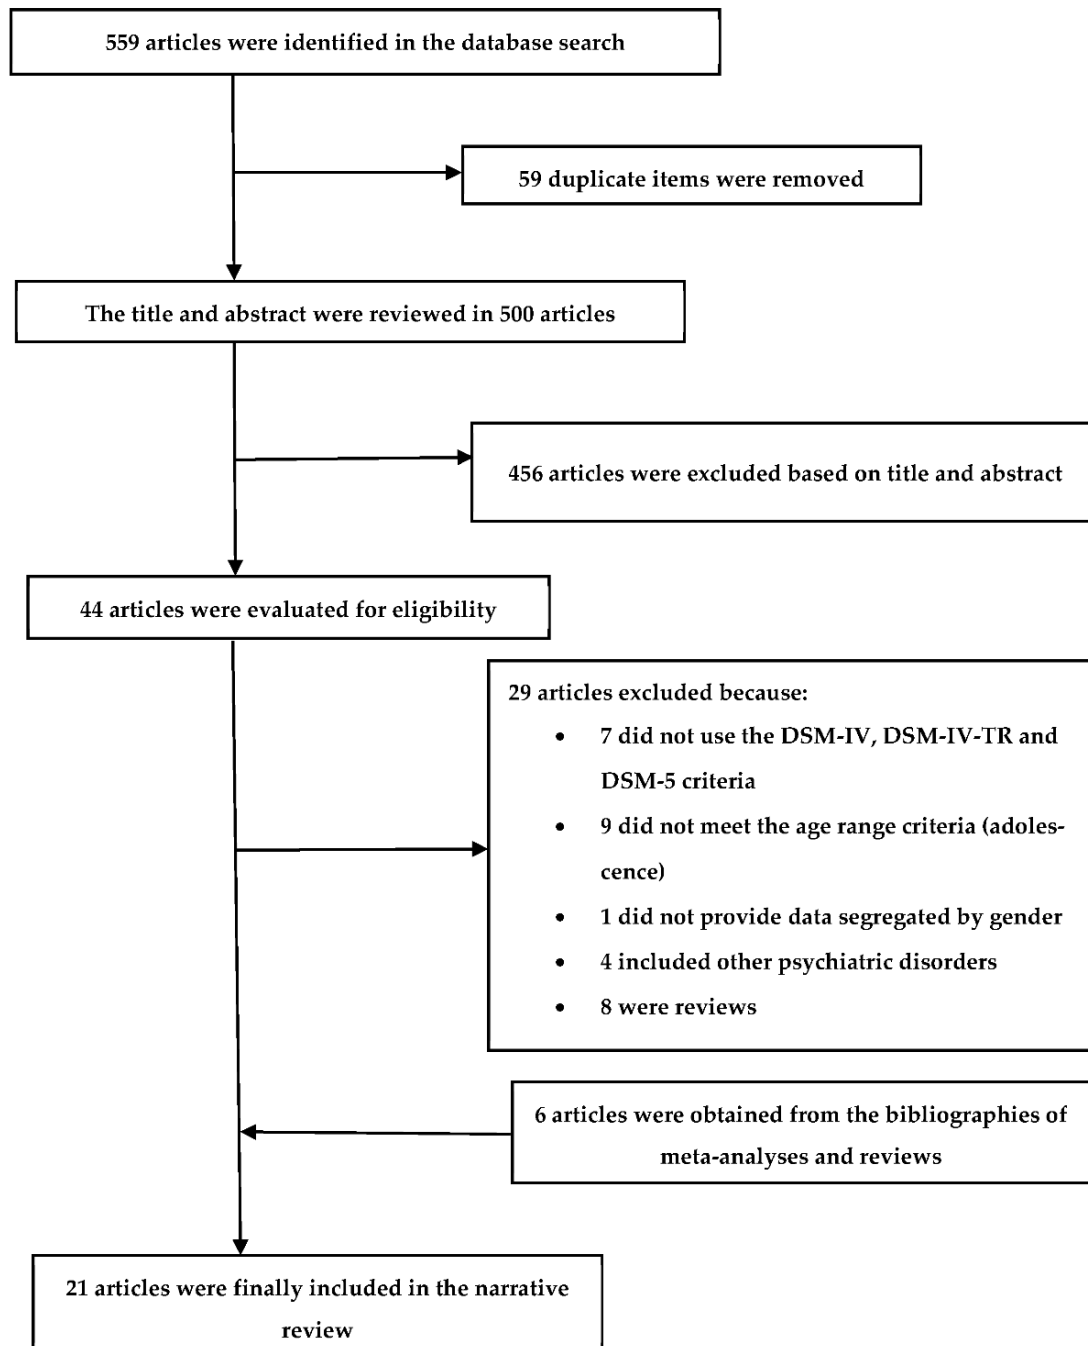 559 articles were identified in the database search
59 duplicate items were removed
The title and abstract were reviewed in 500 articles
456 articles were excluded based on title and abstract
44 articles were evaluated for eligibility
29 articles excluded because:
• 7 did not use the DSM-IV, DSM-IV-TR and
DSM-5 criteria
• 9 did not meet the age range criteria (adoles-
cence)
• 1 did not provide data segregated by gender
• 4 included other psychiatric disorders
• 8 were reviews
6 articles were obtained from the bibliographies of
meta-analyses and reviews
21 articles were finally included in the narrative
review